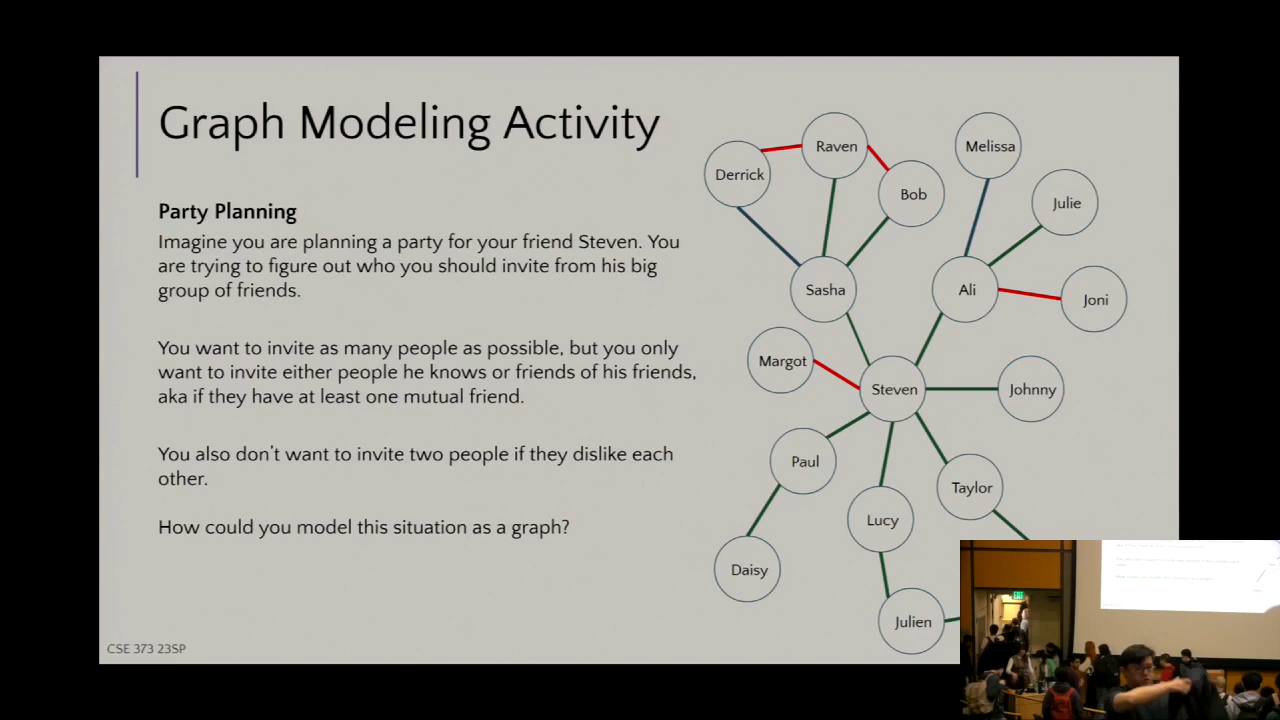 Graph Modeling Activity
Party Planning
Imagine you are planning a party for your friend Steven. You
are trying to figure out who you should invite from his big
group of friends.
You want to invite as many people as possible, but you only
want to invite either people he knows or friends of his friends,
aka if they have at least one mutual friend.
You also don't want to invite two people if they dislike each
other.
How could you model this situation as a graph?
Derrick
Raven
Bob
Melissa
Julie
Sasha
Ali
Joni
Margot
Steven
Johnny
Paul
Taylor
Lucy
Daisy
Julien
CSE 373 23SP